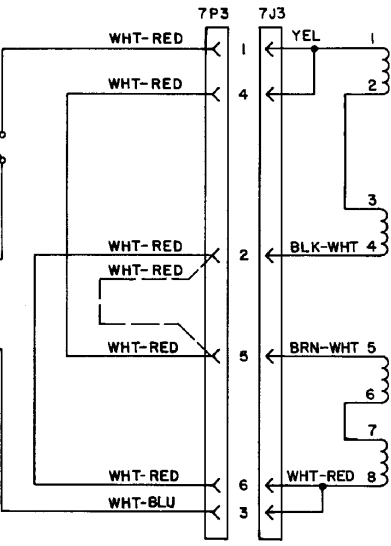 7P3 7J3
WHT-RED 1 YEL 1
WHT-RED 4 2
3
WHT-RED 2 BLK-WHT 4
WHT-RED
WHT-RED 5 BRN-WHT 5
6
7
WHT-RED 6 WHT-RED 8
WHT-BLU 3